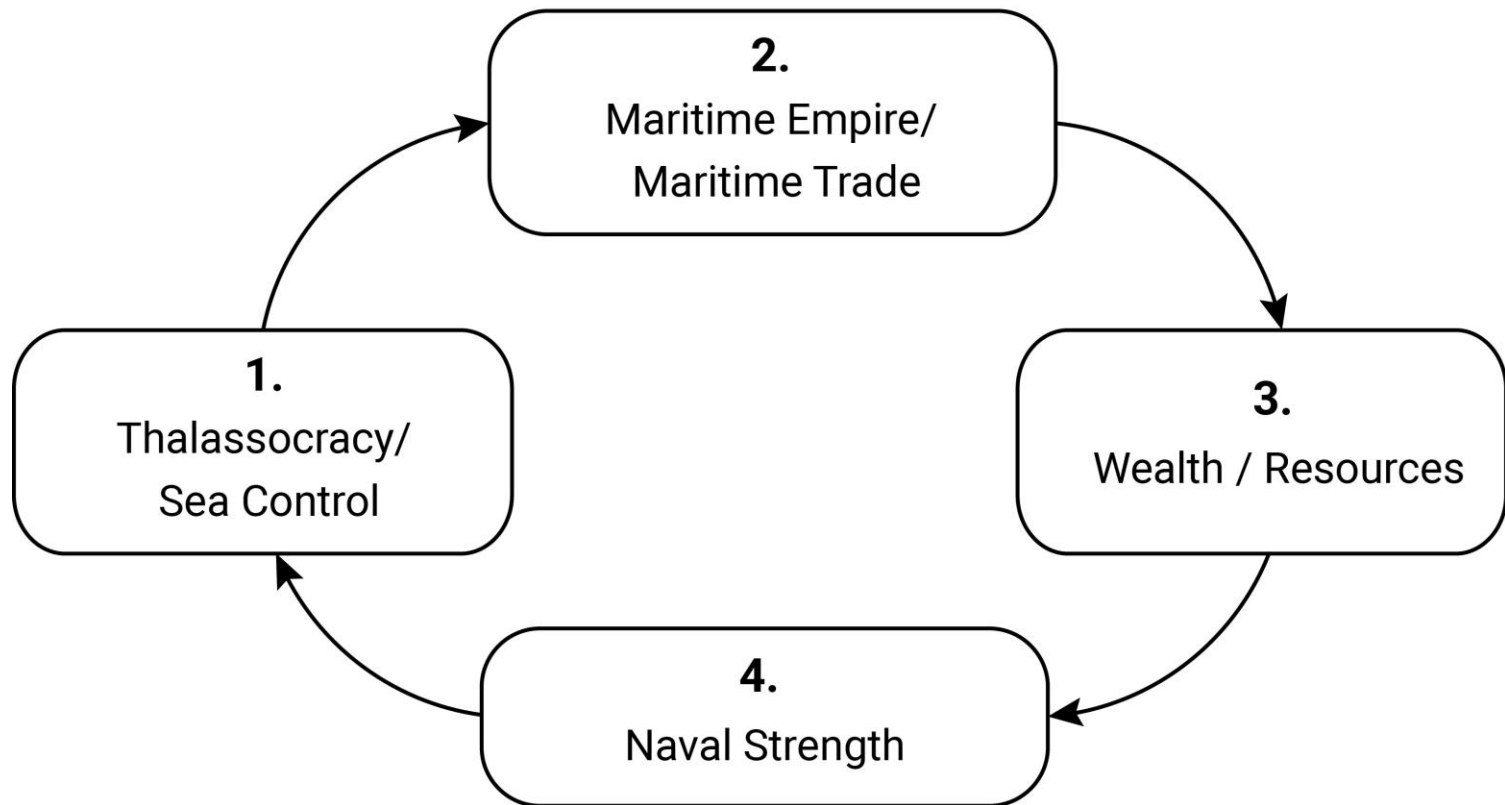 1.
Thalassocracy/
Sea Control
2.
Maritime Empire/
Maritime Trade
3.
Wealth / Resources
4.
Naval Strength